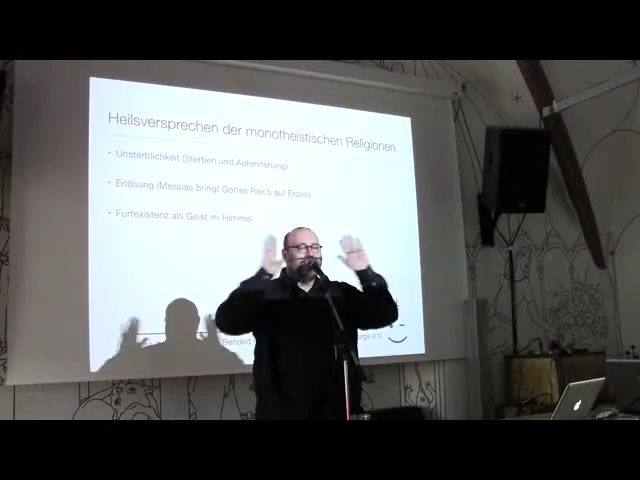 Heilsversprechen der monotheistischen Religionen
• Unsterblichkeit (Sterben und Auferstehung)
• Erlösung (Messias bringt Gottes Reich auf Erden)
• Fortexistenz als Geist im Himmel
e.V.